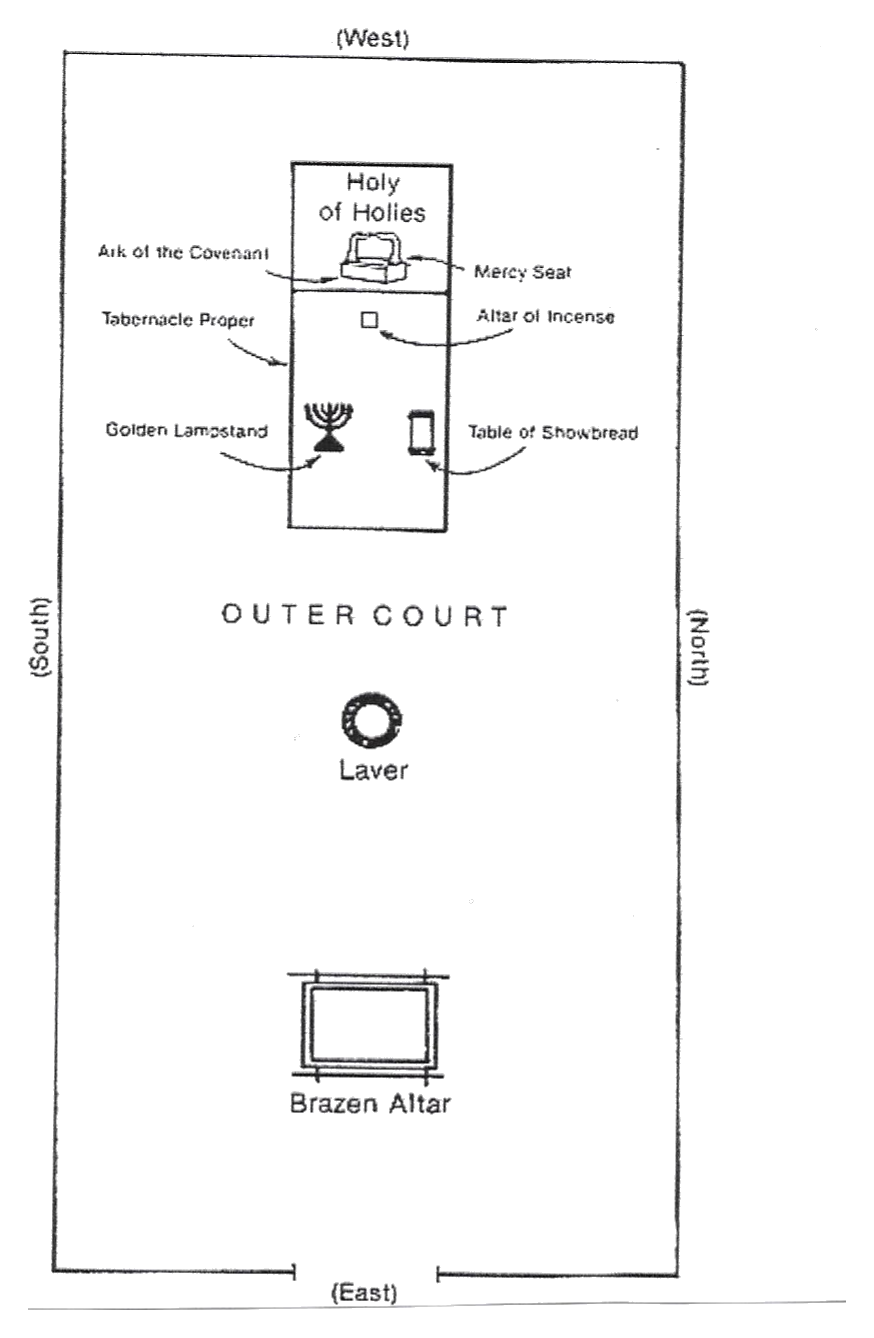 (West)
Holy
of Holies
Ark of the Covenant
Mercy Seat
Tabernacle Proper
Altar of Incense
Golden Lampstand
Table of Showbread
OUTER COURT
(South)
(North)
Laver
Brazen Altar
(East)